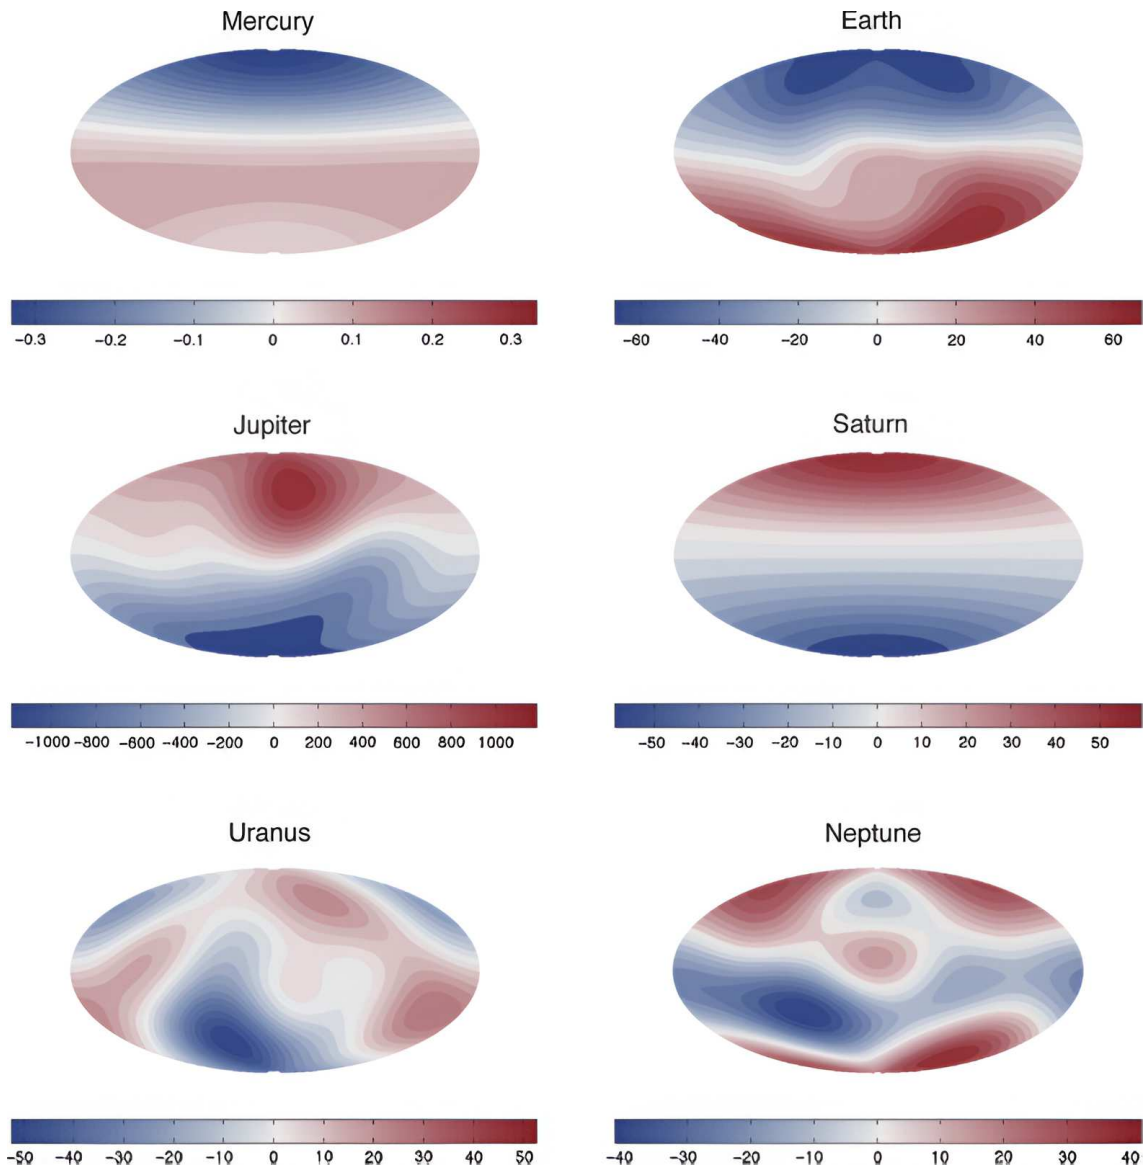 Mercury Earth
−0.3 −0.2 −0.1 0 0.1 0.2 0.3 −60 −40 −20 0 20 40 60
Jupiter Saturn
−1000 −800 −600 −400 −200 0 200 400 600 800 1000 −50 −40 −30 −20 −10 0 10 20 30 40 50
Uranus Neptune
−50 −40 −30 −20 −10 0 10 20 30 40 50 −40 −30 −20 −10 0 10 20 30 40